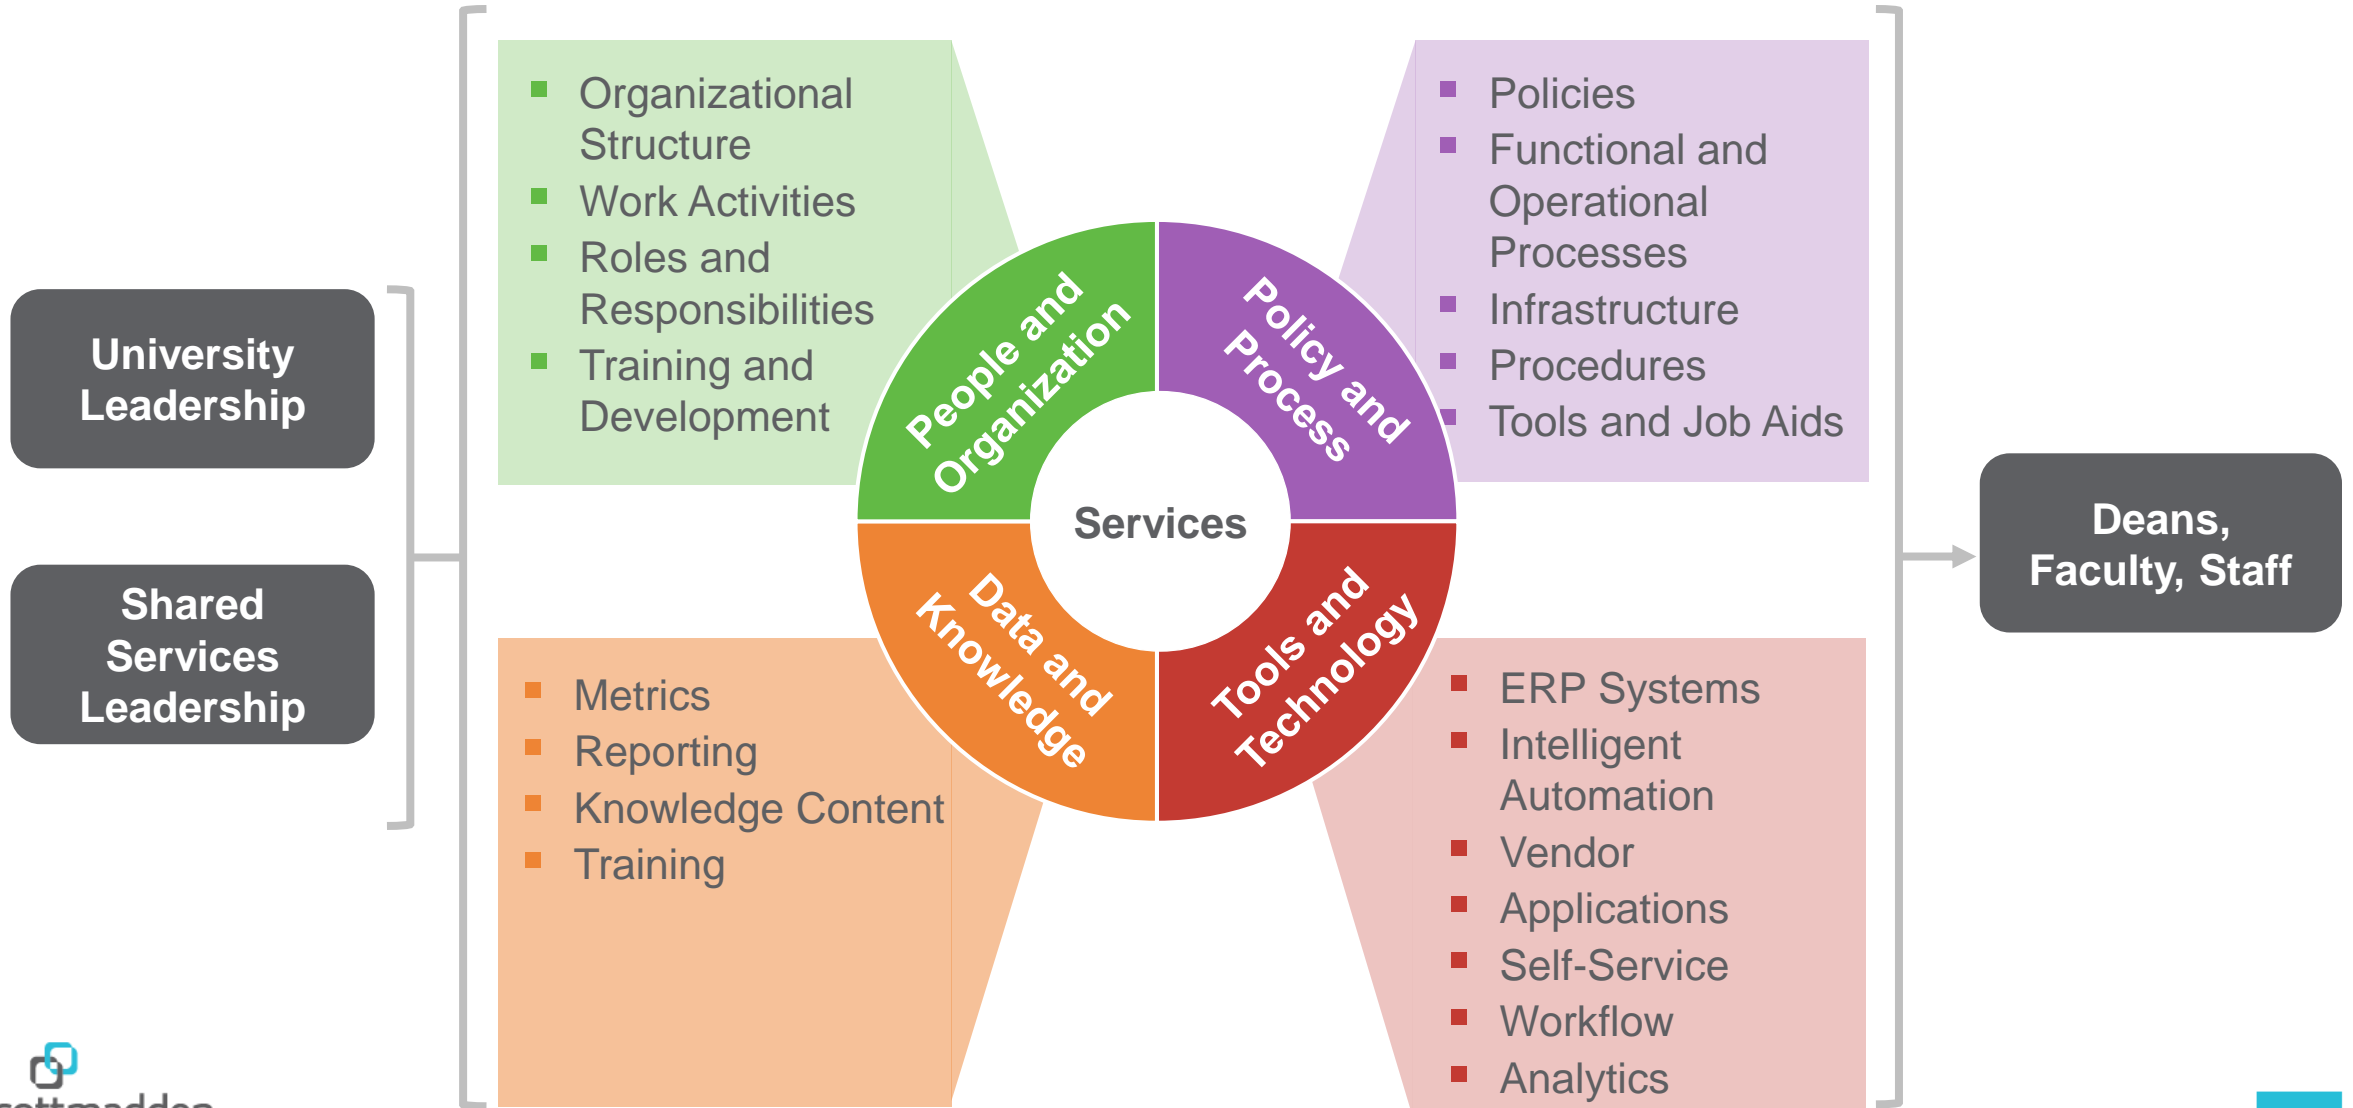 University
Leadership
Shared
Services
Leadership
Organizational
Structure
Work Activities
Roles and
Responsibilities
Training and
Development
Policies
Functional and
Operational
Processes
Infrastructure
Procedures
Tools and Job Aids
People and
Organization
Policy and
Process
Services
Data and
Knowledge
Tools and
Technology
Metrics
Reporting
Knowledge Content
Training
ERP Systems
Intelligent
Automation
Vendor
Applications
Self-Service
Workflow
Analytics
Deans,
Faculty, Staff